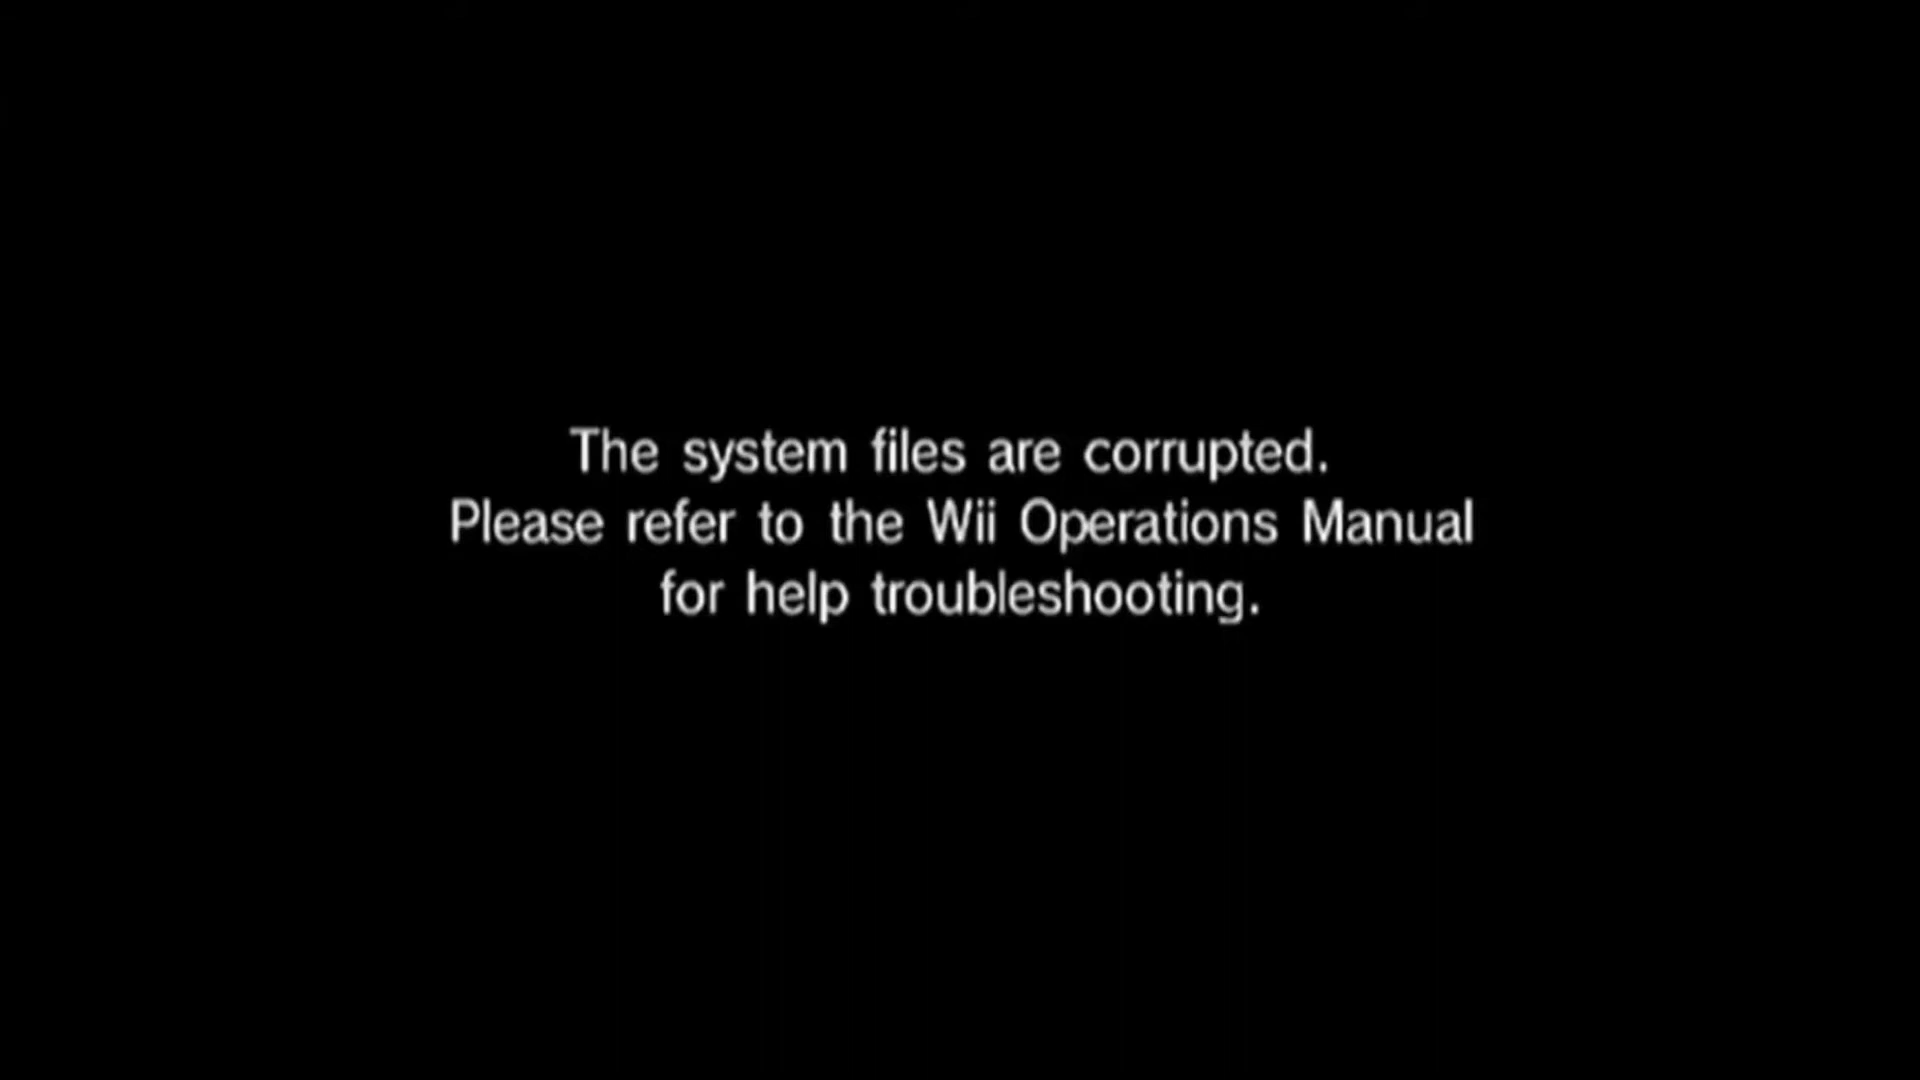 The system files are corrupted.
Please refer to the Wii Operations Manual
for help troubleshooting.